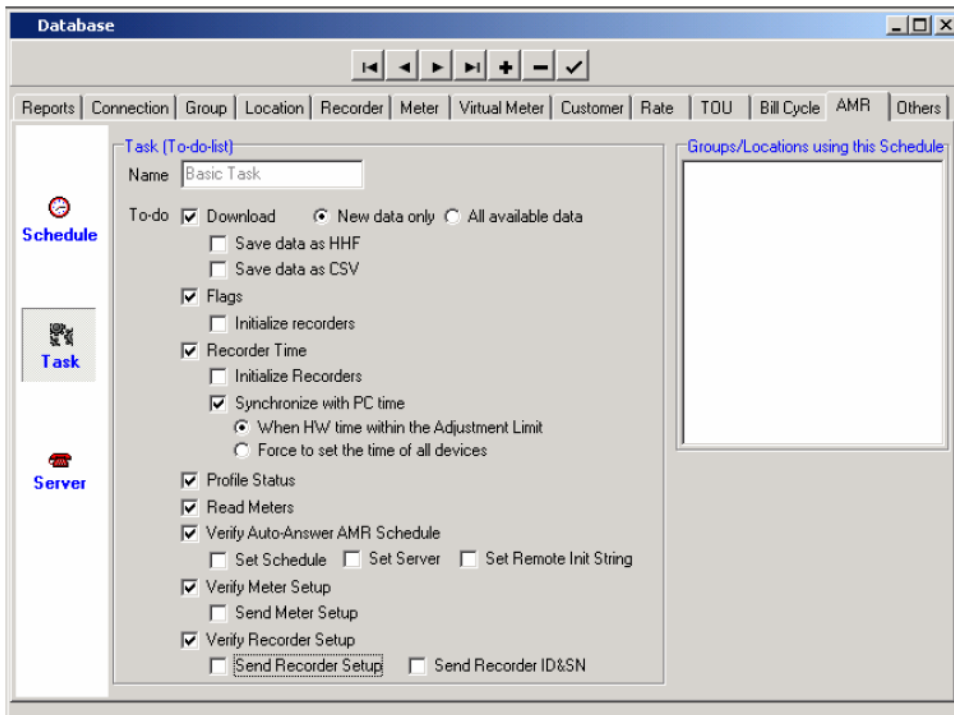 Database
Reports Connection Group Location Recorder Meter Virtual Meter Customer Rate TOU Bill Cycle AMR Others
Schedule
Task
Server
Task (To-do-list)
Name Basic Task
To-do Download New data only All available data
Save data as HHF
Save data as CSV
Flags
Initialize recorders
Recorder Time
Initialize Recorders
Synchronize with PC time
When HW time within the Adjustment Limit
Force to set the time of all devices
Profile Status
Read Meters
Verify Auto-Answer AMR Schedule
Set Schedule Set Server Set Remote Init String
Verify Meter Setup
Send Meter Setup
Verify Recorder Setup
Send Recorder Setup Send Recorder ID&SN
Groups/Locations using this Schedule